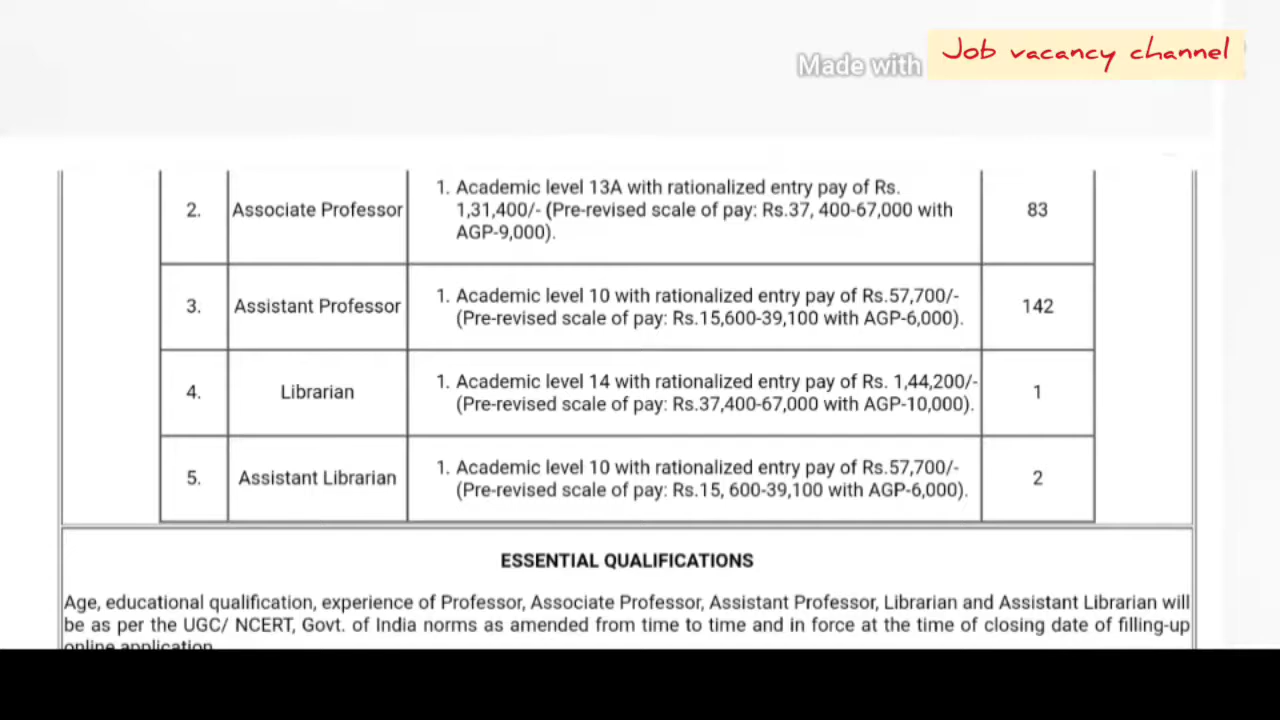 Made with Job vacancy channel
2. Associate Professor 1. Academic level 13A with rationalized entry pay of Rs.
1,31,400/- (Pre-revised scale of pay: Rs.37, 400-67,000 with
AGP-9,000).
83
3. Assistant Professor 1. Academic level 10 with rationalized entry pay of Rs.57,700/-
(Pre-revised scale of pay: Rs.15,600-39,100 with AGP-6,000).
142
4. Librarian 1. Academic level 14 with rationalized entry pay of Rs. 1,44,200/-
(Pre-revised scale of pay: Rs.37,400-67,000 with AGP-10,000).
1
5. Assistant Librarian 1. Academic level 10 with rationalized entry pay of Rs.57,700/-
(Pre-revised scale of pay: Rs.15, 600-39,100 with AGP-6,000).
2
ESSENTIAL QUALIFICATIONS
Age, educational qualification, experience of Professor, Associate Professor, Assistant Professor, Librarian and Assistant Librarian will
be as per the UGC/ NCERT, Govt. of India norms as amended from time to time and in force at the time of closing date of filling-up
online application